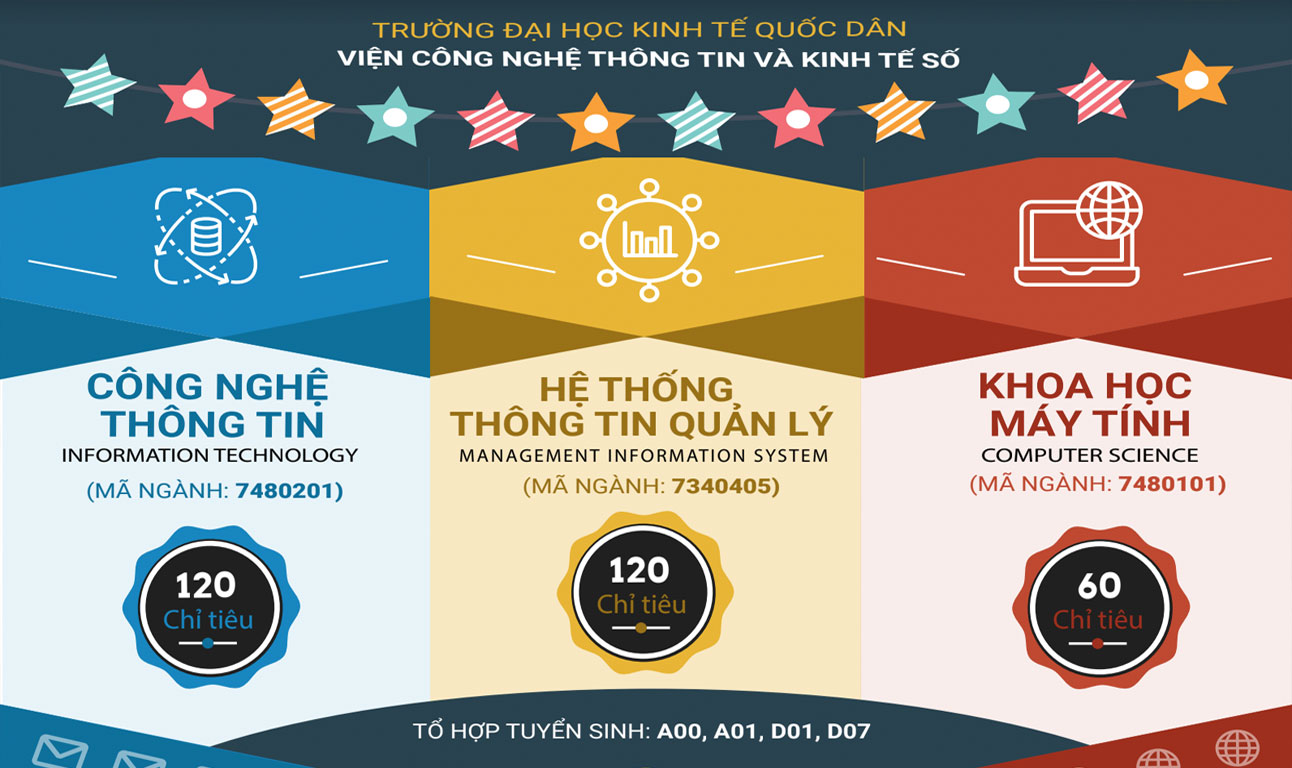 TRƯỜNG ĐẠI HỌC KINH TẾ QUỐC DÂN
VIỆN CÔNG NGHỆ THÔNG TIN VÀ KINH TẾ SỐ
CÔNG NGHỆ
THÔNG TIN
INFORMATION TECHNOLOGY
(MÃ NGÀNH: 7480201)
120
Chỉ tiêu
HỆ THỐNG
THÔNG TIN QUẢN LÝ
MANAGEMENT INFORMATION SYSTEM
(MÃ NGÀNH: 7340405)
120
Chỉ tiêu
KHOA HỌC
MÁY TÍNH
COMPUTER SCIENCE
(MÃ NGÀNH: 7480101)
60
Chỉ tiêu
TỔ HỢP TUYỂN SINH: A00, A01, D01, D07